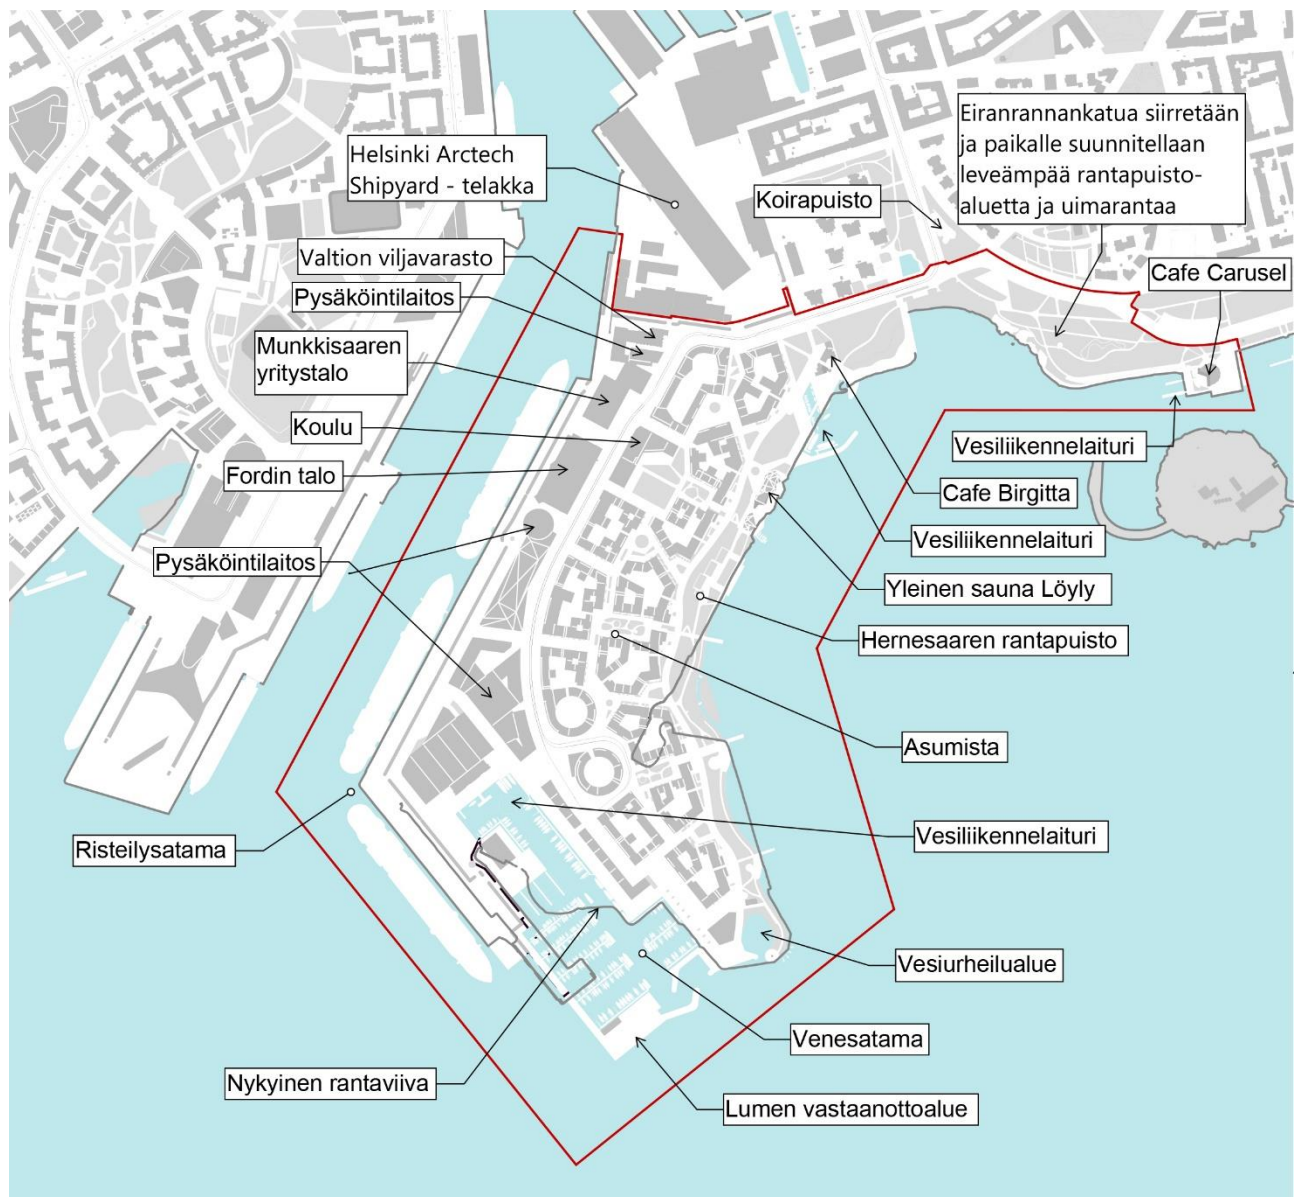 Eiranrannankatua siirretään
ja paikalle suunnitellaan
leveämpää rantapuisto-
aluetta ja uimarantaa
Helsinki Arctech
Shipyard - telakka
Koirapuisto
Valtion viljavarasto
Cafe Carusel
Pysäköintilaitos
Munkkisaaren
yritystalo
Koulu
Vesiliikennelaituri
Fordin talo
Cafe Birgitta
Vesiliikennelaituri
Pysäköintilaitos
Yleinen sauna Löyly
Hernesaaren rantapuisto
Asumista
Vesiliikennelaituri
Risteilysatama
Vesiurheilualue
Venesatama
Nykyinen rantaviiva
Lumen vastaanottoalue